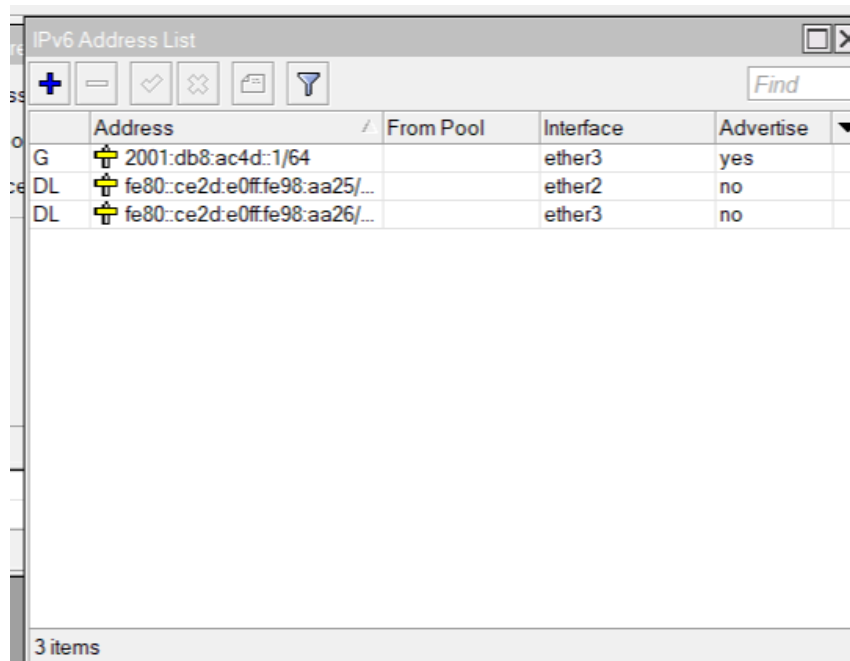 IPv6 Address List
Find
Address From Pool Interface Advertise
G 2001:db8:ac4d::1/64 ether3 yes
DL fe80::ce2d:e0ff:fe98:aa25/... ether2 no
DL fe80::ce2d:e0ff:fe98:aa26/... ether3 no
3 items